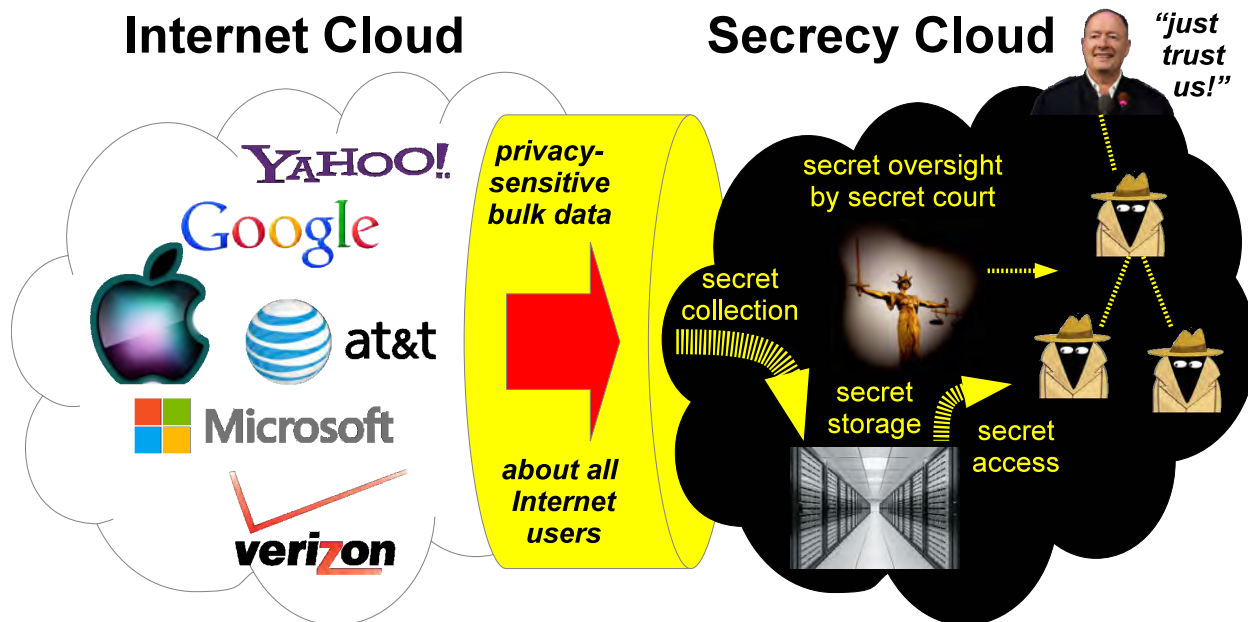 Internet Cloud
Secrecy Cloud
“just
trust
us!”
YAHOO!
Google
at&t
Microsoft
verizon
privacy-
sensitive
bulk data
about all
Internet
users
secret oversight
by secret court
secret
collection
secret
storage
secret
access